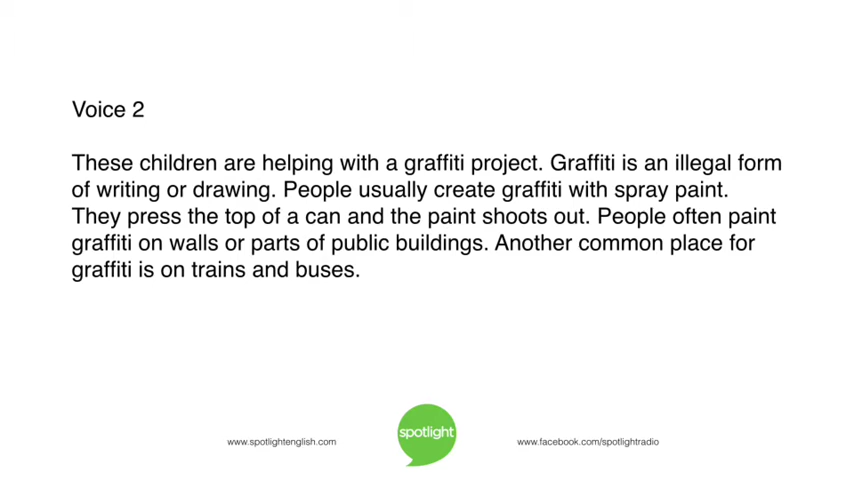 Voice 2
These children are helping with a graffiti project. Graffiti is an illegal form
of writing or drawing. People usually create graffiti with spray paint.
They press the top of a can and the paint shoots out. People often paint
graffiti on walls or parts of public buildings. Another common place for
graffiti is on trains and buses.
www.spotlightenglish.com
spotlight
www.facebook.com/spotlightradio